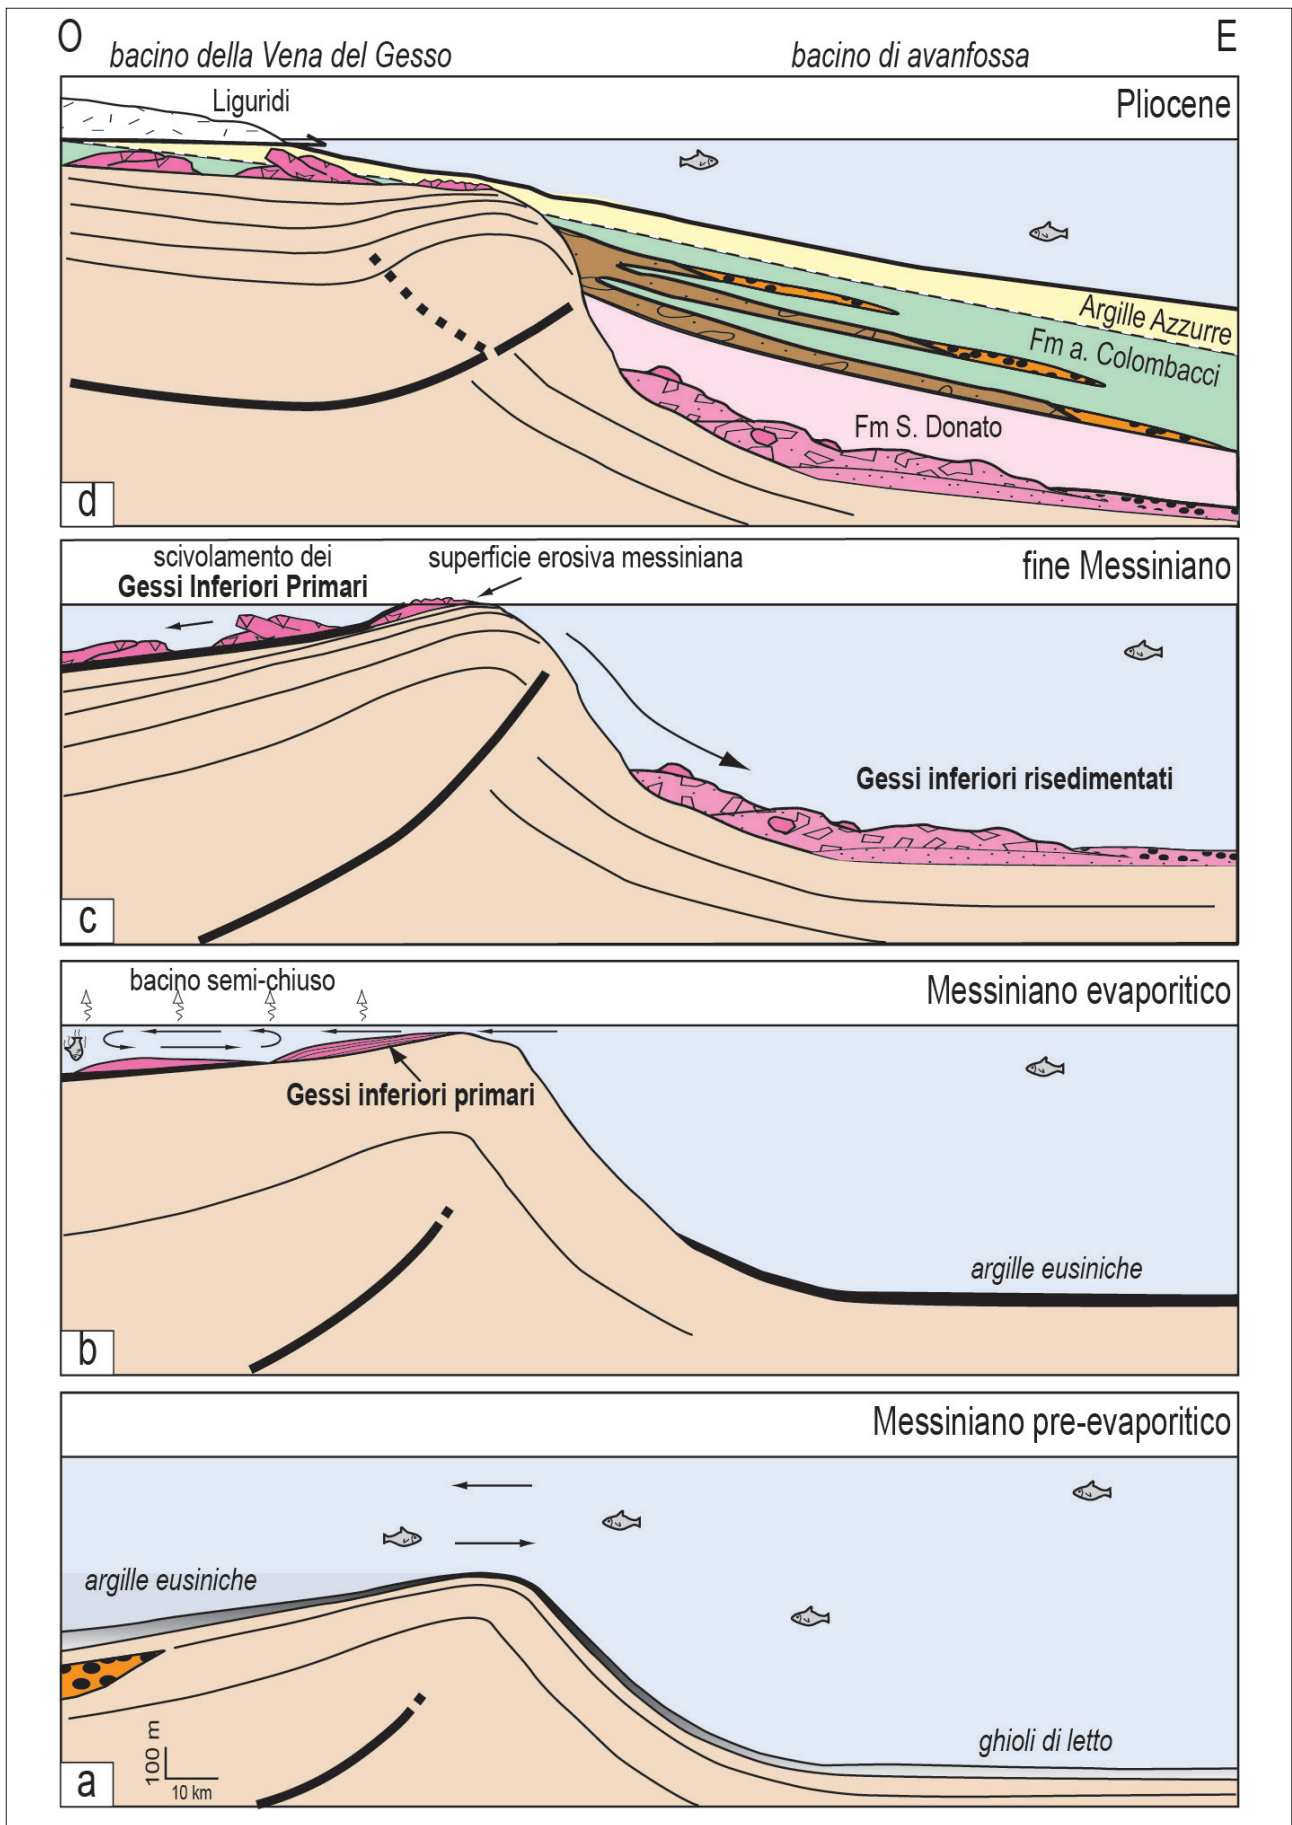 O
E
bacino della Vena del Gesso
bacino di avanfossa
Liguridi
Pliocene
Argille Azzurre
Fm a. Colombacci
Fm S. Donato
d
scivolamento dei
Gessi Inferiori Primari
superficie erosiva messiniana
fine Messiniano
Gessi inferiori risedimentati
c
bacino semi-chiuso
Messiniano evaporitico
Gessi inferiori primari
argille eusiniche
b
Messiniano pre-evaporitico
argille eusiniche
ghioli di letto
100 m
10 km
a